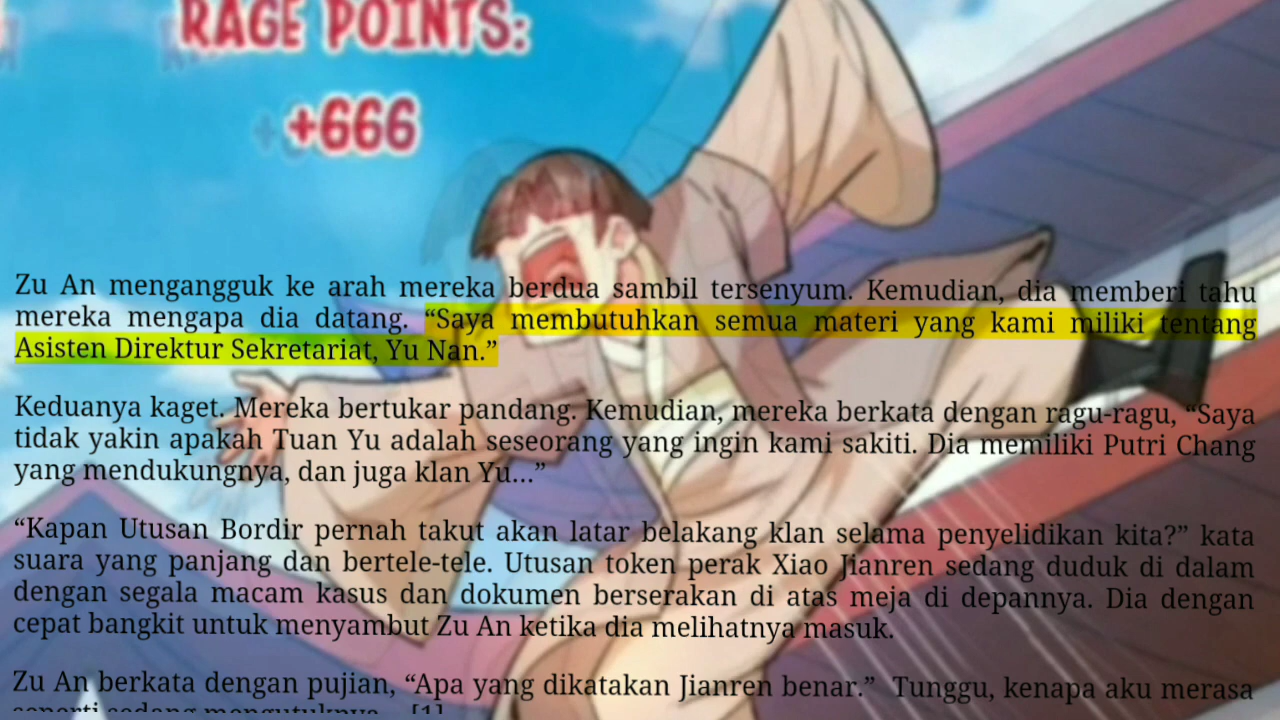 RAGE POINTS:
+666
Zu An mengangguk ke arah mereka berdua sambil tersenyum. Kemudian, dia memberi tahu
mereka mengapa dia datang. “Saya membutuhkan semua materi yang kami miliki tentang
Asisten Direktur Sekretariat, Yu Nan.”
Keduanya kaget. Mereka bertukar pandang. Kemudian, mereka berkata dengan ragu-ragu, “Saya
tidak yakin apakah Tuan Yu adalah seseorang yang ingin kami sakiti. Dia memiliki Putri Chang
yang mendukungnya, dan juga klan Yu...”
“Kapan Utusan Bordir pernah takut akan latar belakang klan selama penyelidikan kita?” kata
suara yang panjang dan bertele-tele. Utusan token perak Xiao Jianren sedang duduk di dalam
dengan segala macam kasus dan dokumen berserakan di atas meja di depannya. Dia dengan
cepat bangkit untuk menyambut Zu An ketika dia melihatnya masuk.
Zu An berkata dengan pujian, “Apa yang dikatakan Jianren benar.” Tunggu, kenapa aku merasa
seperti sedang mengutuknya... [1]